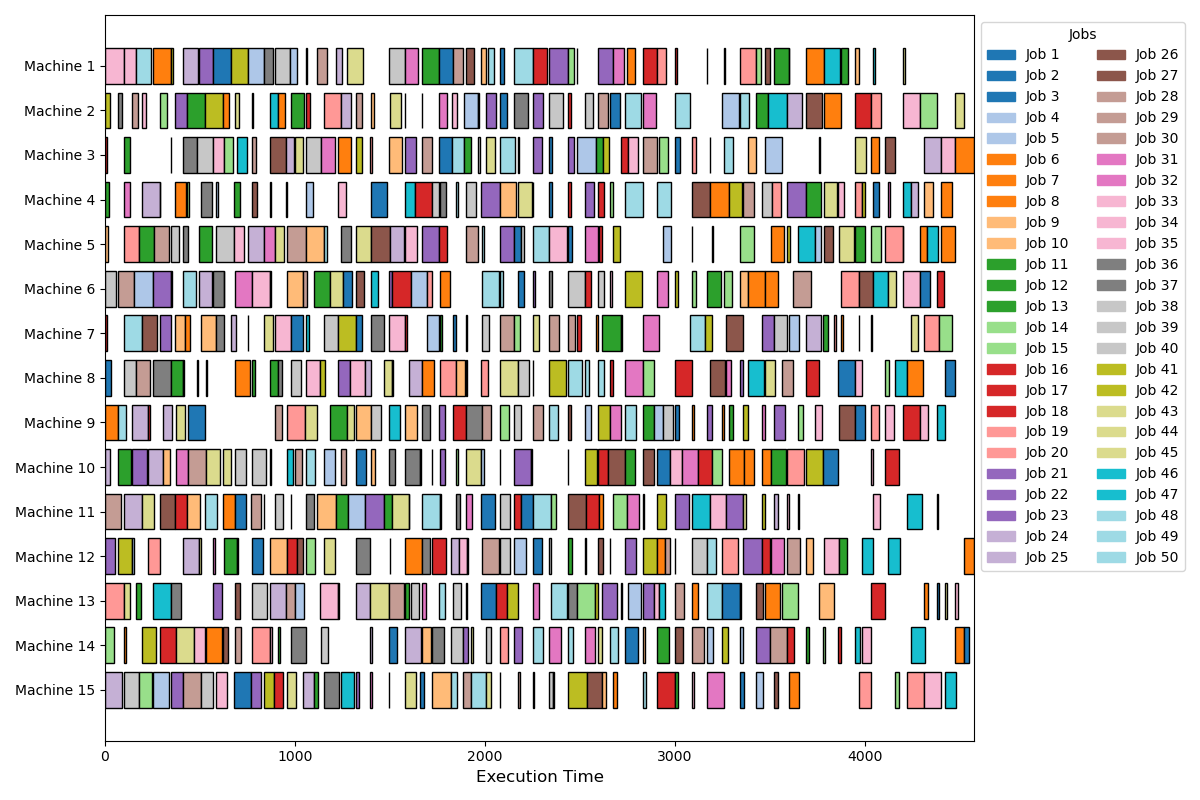 Machine 1
Machine 2
Machine 3
Machine 4
Machine 5
Machine 6
Machine 7
Machine 8
Machine 9
Machine 10
Machine 11
Machine 12
Machine 13
Machine 14
Machine 15
0 1000 2000 3000 4000
Execution Time
Jobs
Job 1
Job 2
Job 3
Job 4
Job 5
Job 6
Job 7
Job 8
Job 9
Job 10
Job 11
Job 12
Job 13
Job 14
Job 15
Job 16
Job 17
Job 18
Job 19
Job 20
Job 21
Job 22
Job 23
Job 24
Job 25
Job 26
Job 27
Job 28
Job 29
Job 30
Job 31
Job 32
Job 33
Job 34
Job 35
Job 36
Job 37
Job 38
Job 39
Job 40
Job 41
Job 42
Job 43
Job 44
Job 45
Job 46
Job 47
Job 48
Job 49
Job 50